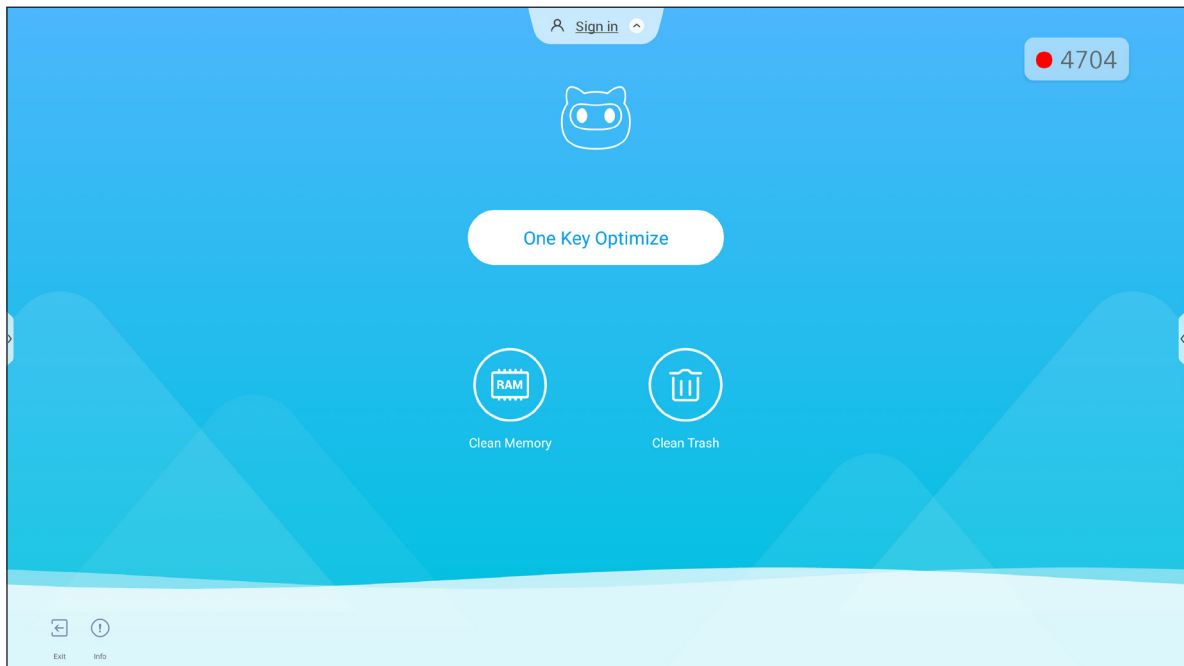 Sign in
4704
One Key Optimize
RAM
Clean Memory
Clean Trash
Exit
Info